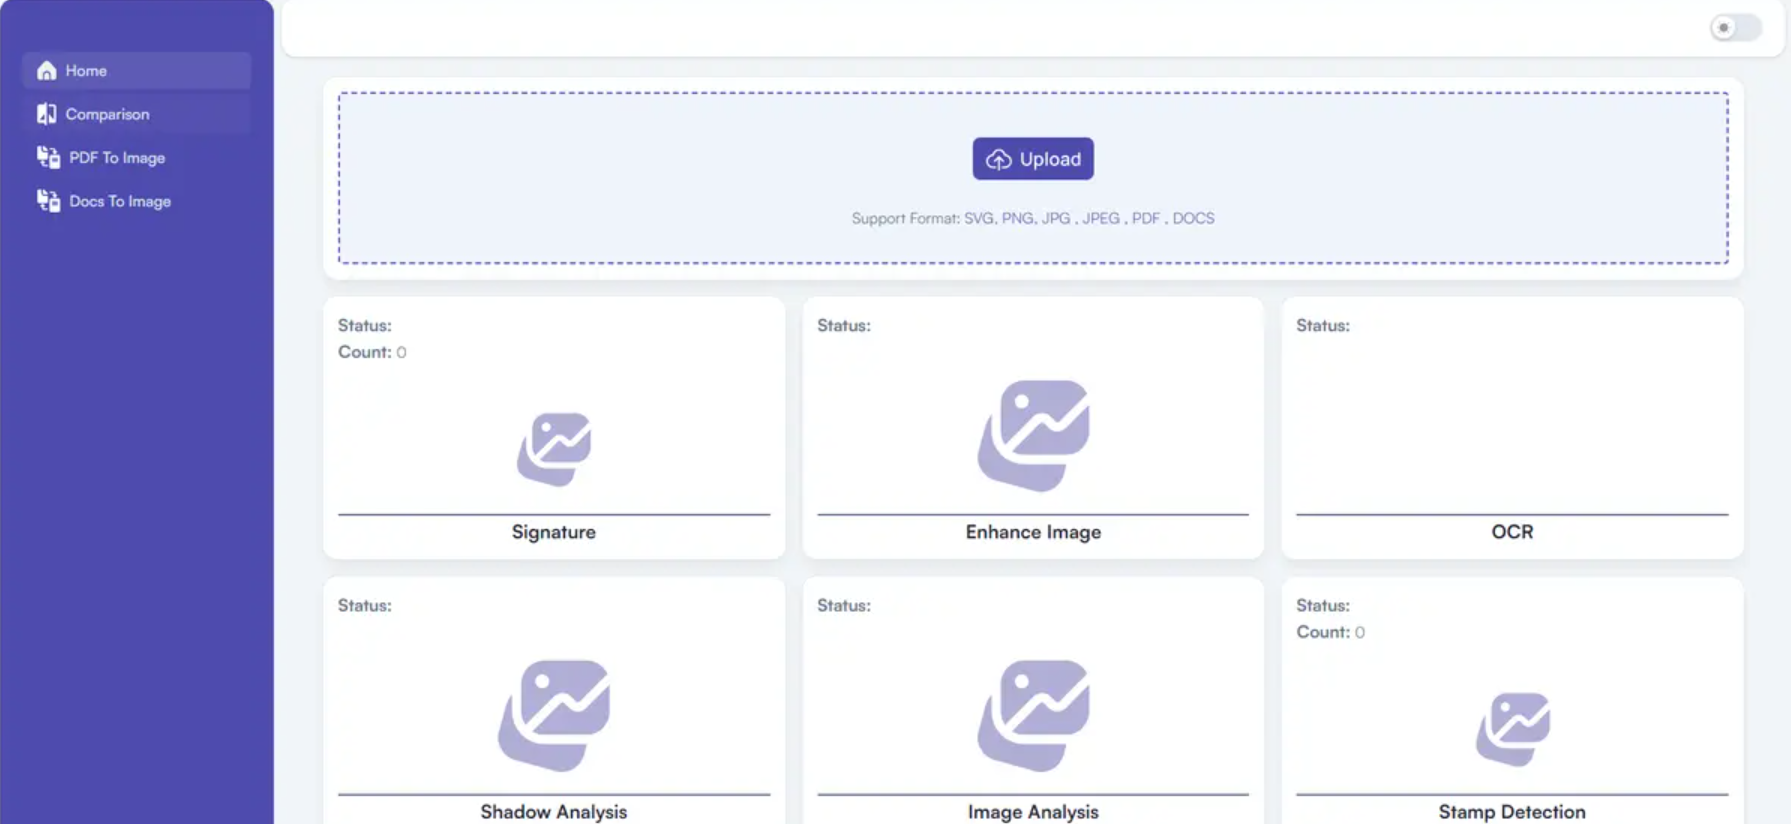 Home
Comparison
PDF To Image
Docs To Image
Upload
Support Format: SVG, PNG, JPG , JPEG , PDF , DOCS
Status:
Count: 0
Signature
Status:
Enhance Image
Status:
OCR
Status:
Shadow Analysis
Status:
Image Analysis
Status:
Count: 0
Stamp Detection